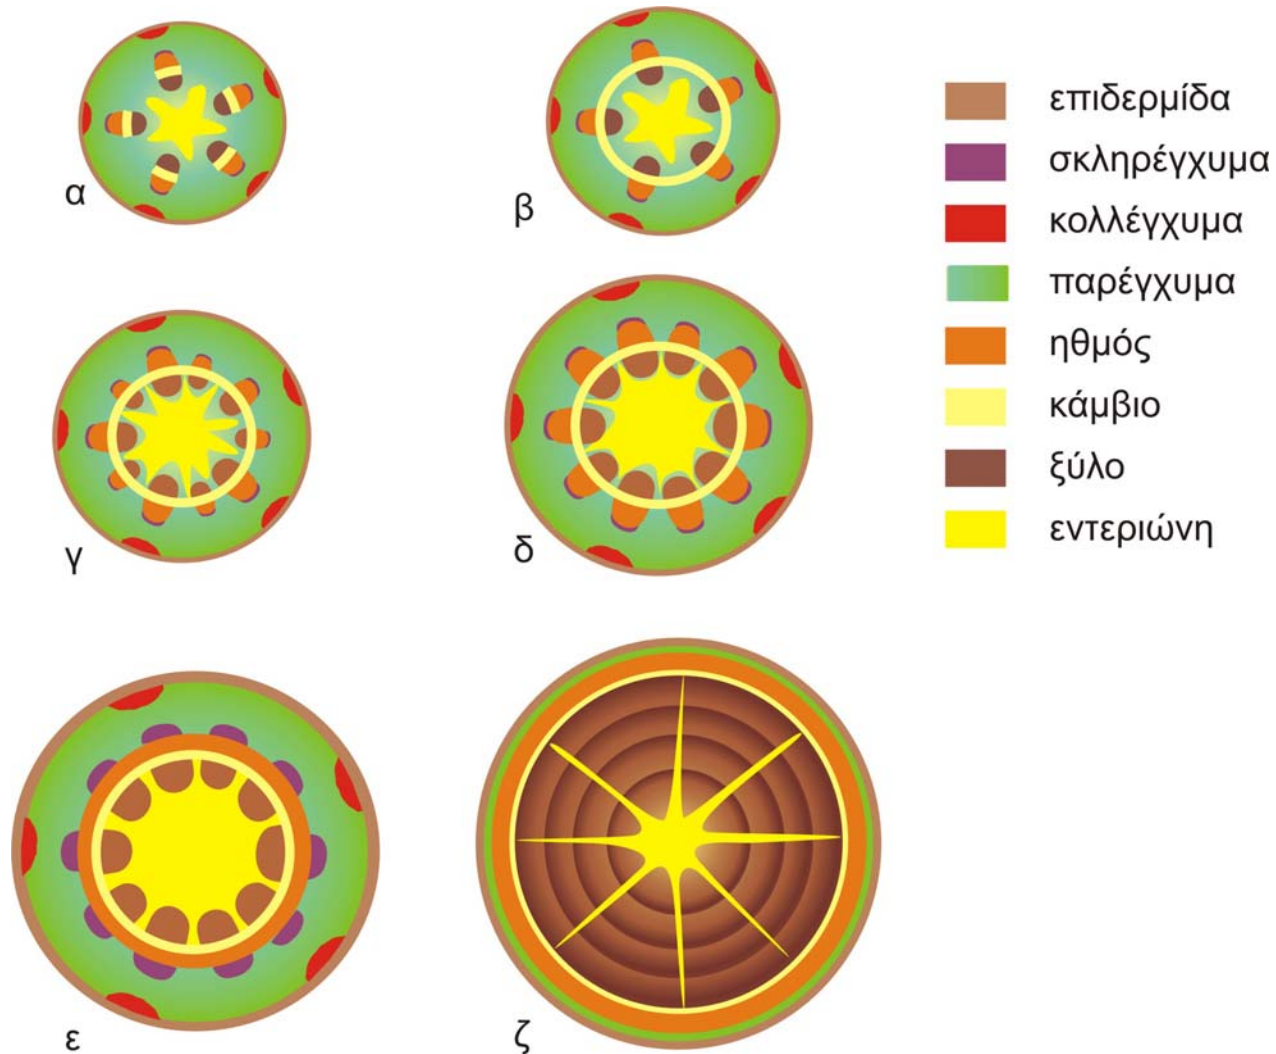 α
β
γ
δ
ε
ζ
επιδερμίδα
σκληρέγχυμα
κολλέγχυμα
παρέγχυμα
ηθμός
κάμβιο
ξύλο
εντεριώνη